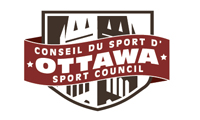 CONSEIL DU SPORT D'
OTTAWA
SPORT COUNCIL